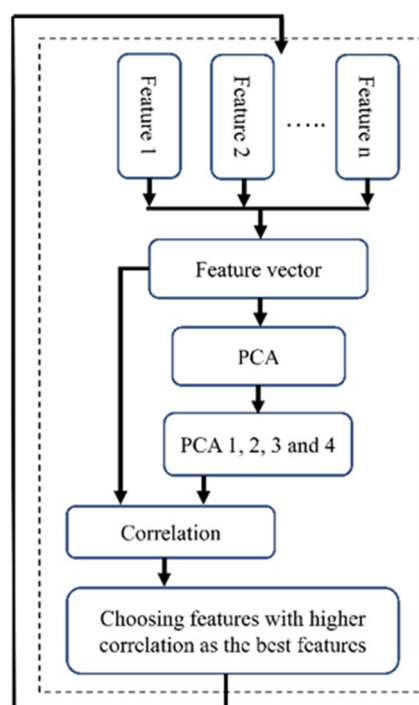 Feature 1
Feature 2
.....
Feature n
Feature vector
PCA
PCA 1, 2, 3 and 4
Correlation
Choosing features with higher
correlation as the best features